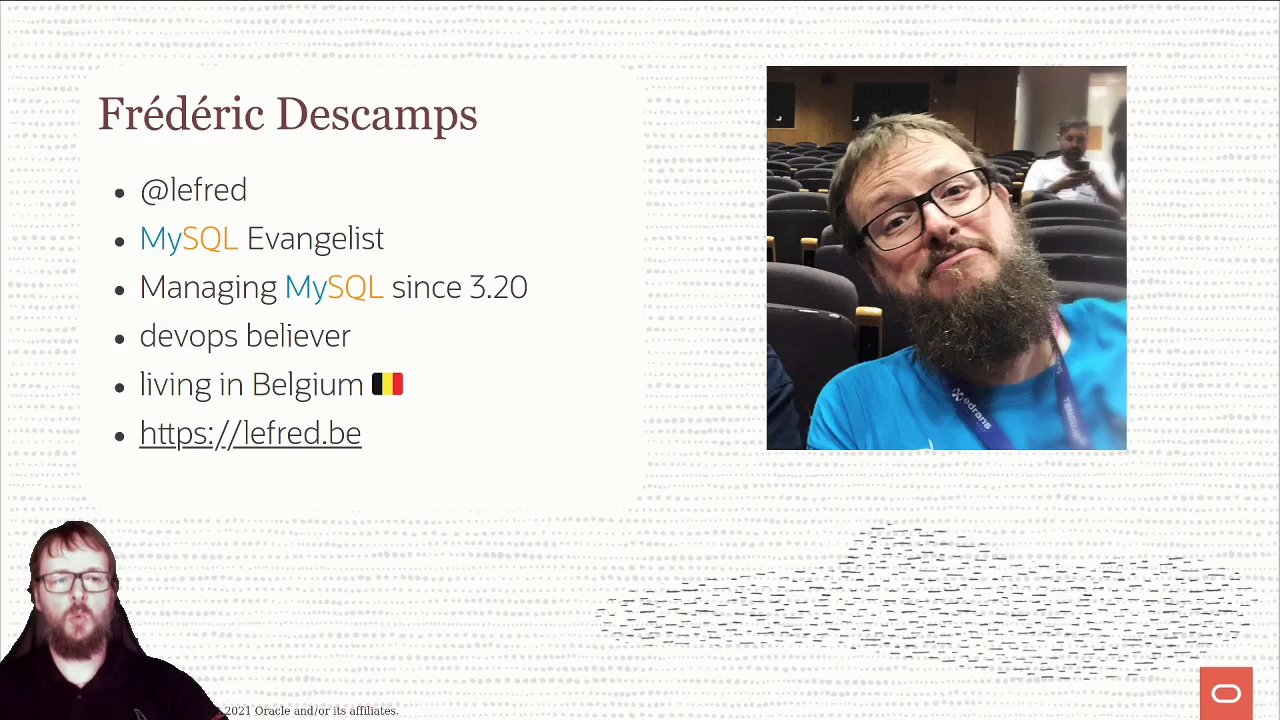 Frédéric Descamps
@lefred
MySQL Evangelist
Managing MySQL since 3.20
devops believer
living in Belgium
https://lefred.be
edrans
2021 Oracle and/or its affiliates.